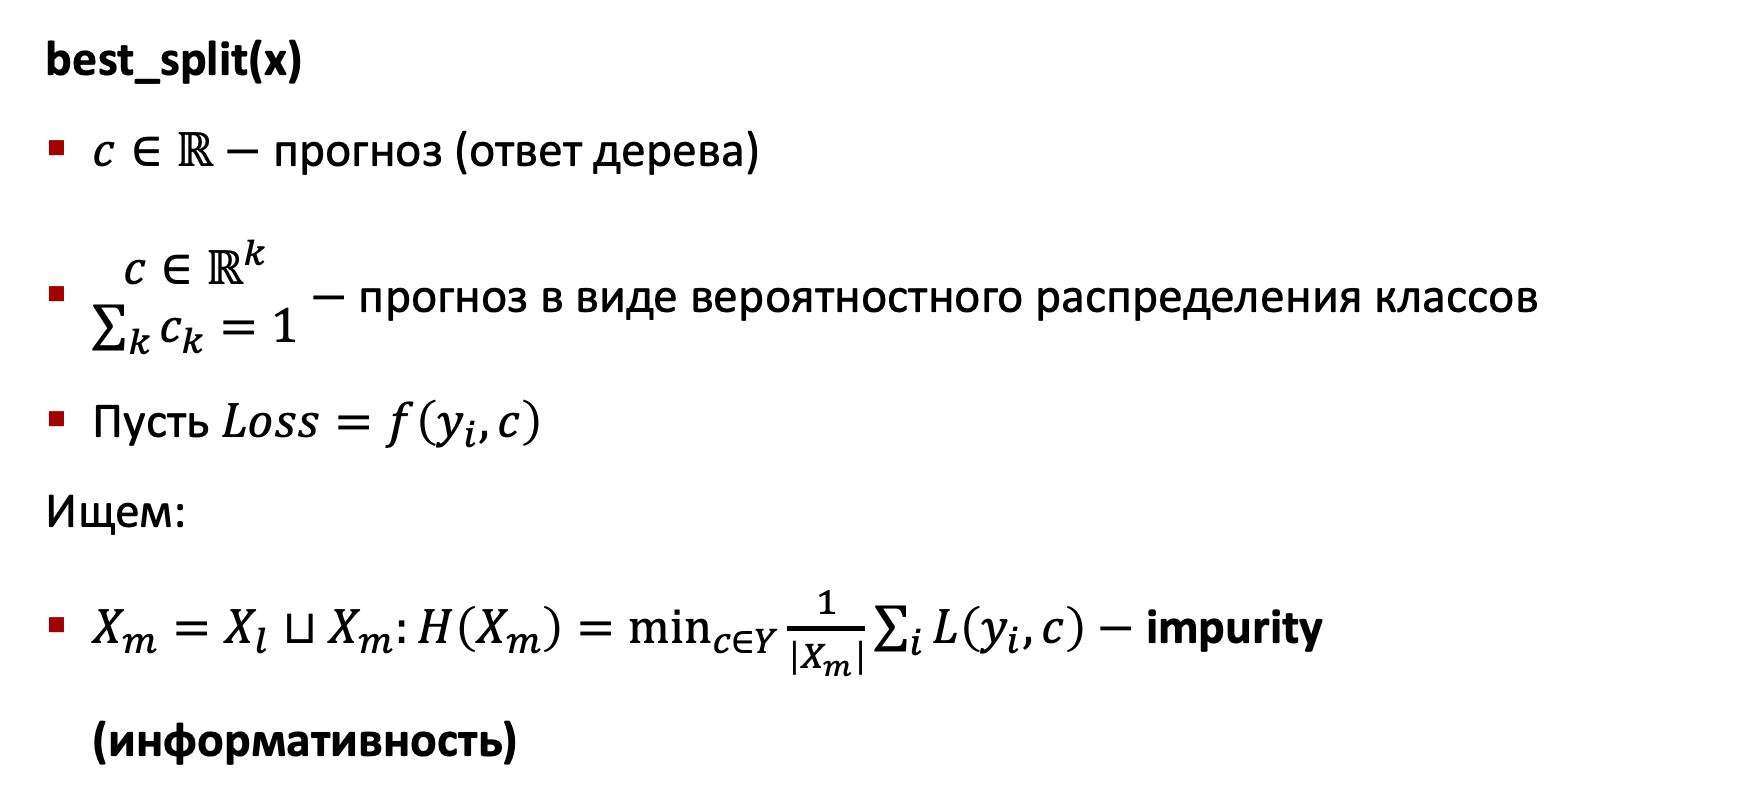 best_split(x)
▪ c ∈ ℝ – прогноз (ответ дерева)
▪ c ∈ ℝ^k
∑_k c_k = 1 – прогноз в виде вероятностного распределения классов
▪ Пусть Loss = f(y_i, c)
Ищем:
▪ X_m = X_l ⊔ X_m: H(X_m) = min_{c∈Y} 1/|X_m| ∑_i L(y_i, c) – impurity
(информативность)